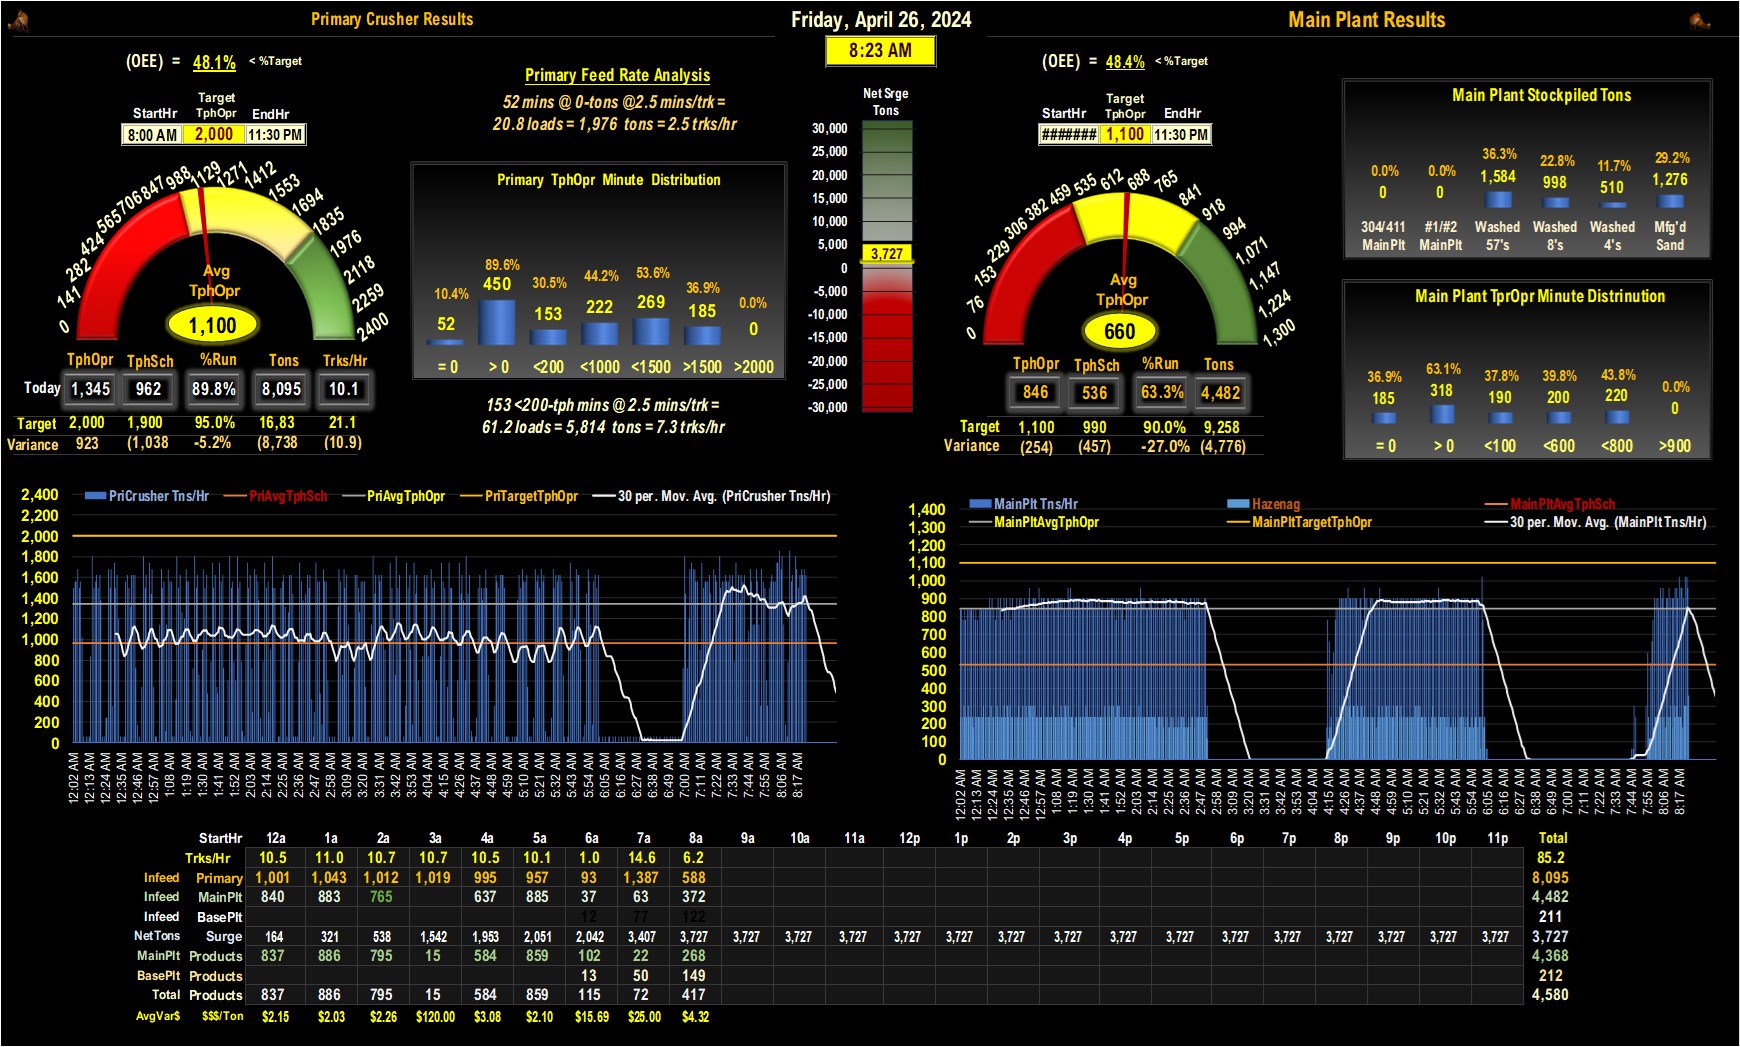 Primary Crusher Results
Friday, April 26, 2024
Main Plant Results
8:23 AM
(OEE) = 48.1% < %Target
StartHr Target TphOpr EndHr
8:00 AM 2,000 11:30 PM
0 141 282 424 565 706 847 988 1129 1271 1412 1553 1694 1835 1976 2118 2259 2400
Avg
TphOpr
1,100
TphOpr TphSch %Run Tons Trks/Hr
Today 1,345 962 89.8% 8,095 10.1
Target 2,000 1,900 95.0% 16,83 21.1
Variance 923 (1,038 -5.2% (8,738 (10.9)
Primary Feed Rate Analysis
52 mins @ 0-tons @2.5 mins/trk =
20.8 loads = 1,976 tons = 2.5 trks/hr
Primary TphOpr Minute Distribution
10.4% 89.6% 30.5% 44.2% 53.6% 36.9% 0.0%
52 450 153 222 269 185 0
= 0 > 0 <200 <1000 <1500 >1500 >2000
153 <200-tph mins @ 2.5 mins/trk =
61.2 loads = 5,814 tons = 7.3 trks/hr
Net Srge
Tons
30,000
25,000
20,000
15,000
10,000
5,000
3,727
0
-5,000
-10,000
-15,000
-20,000
-25,000
-30,000
(OEE) = 48.4% < %Target
StartHr Target TphOpr EndHr
####### 1,100 11:30 PM
0 76 153 229 306 382 459 535 612 688 765 841 918 994 1,071 1,147 1,224 1,300
Avg
TphOpr
660
TphOpr TphSch %Run Tons
846 536 63.3% 4,482
Target 1,100 990 90.0% 9,258
Variance (254) (457) -27.0% (4,776)
Main Plant Stockpiled Tons
0.0% 0.0% 36.3% 22.8% 11.7% 29.2%
0 0 1,584 998 510 1,276
304/411 #1/#2 Washed Washed Washed Mfg'd
MainPlt MainPlt 57's 8's 4's Sand
Main Plant TprOpr Minute Distrinution
36.9% 63.1% 37.8% 39.8% 43.8% 0.0%
185 318 190 200 220 0
= 0 > 0 <100 <600 <800 >900
PriCrusher Tns/Hr PriAvgTphSch PriAvgTphOpr PriTargetTphOpr 30 per. Mov. Avg. (PriCrusher Tns/Hr)
2,400
2,200
2,000
1,800
1,600
1,400
1,200
1,000
800
600
400
200
0
12:02 AM 12:13 AM 12:24 AM 12:35 AM 12:46 AM 12:57 AM 1:08 AM 1:19 AM 1:30 AM 1:41 AM 1:52 AM 2:03 AM 2:14 AM 2:25 AM 2:36 AM 2:47 AM 2:58 AM 3:09 AM 3:20 AM 3:31 AM 3:42 AM 3:53 AM 4:04 AM 4:15 AM 4:26 AM 4:37 AM 4:48 AM 4:59 AM 5:10 AM 5:21 AM 5:32 AM 5:43 AM 5:54 AM 6:05 AM 6:16 AM 6:27 AM 6:38 AM 6:49 AM 7:00 AM 7:11 AM 7:22 AM 7:33 AM 7:44 AM 7:55 AM 8:06 AM 8:17 AM
MainPlt Tns/Hr Hazenag MainPltAvgTphSch
MainPltAvgTphOpr MainPltTargetTphOpr 30 per. Mov. Avg. (MainPlt Tns/Hr)
1,400
1,300
1,200
1,100
1,000
900
800
700
600
500
400
300
200
100
0
12:02 AM 12:13 AM 12:24 AM 12:35 AM 12:46 AM 12:57 AM 1:08 AM 1:19 AM 1:30 AM 1:41 AM 1:52 AM 2:03 AM 2:14 AM 2:25 AM 2:36 AM 2:47 AM 2:58 AM 3:09 AM 3:20 AM 3:31 AM 3:42 AM 3:53 AM 4:04 AM 4:15 AM 4:26 AM 4:37 AM 4:48 AM 4:59 AM 5:10 AM 5:21 AM 5:32 AM 5:43 AM 5:54 AM 6:05 AM 6:16 AM 6:27 AM 6:38 AM 6:49 AM 7:00 AM 7:11 AM 7:22 AM 7:33 AM 7:44 AM 7:55 AM 8:06 AM 8:17 AM
StartHr 12a 1a 2a 3a 4a 5a 6a 7a 8a 9a 10a 11a 12p 1p 2p 3p 4p 5p 6p 7p 8p 9p 10p 11p Total
Trks/Hr 10.5 11.0 10.7 10.7 10.5 10.1 1.0 14.6 6.2 85.2
Infeed Primary 1,001 1,043 1,012 1,019 995 957 93 1,387 588 8,095
Infeed MainPlt 840 883 765 637 885 37 63 372 4,482
Infeed BasePlt 12 77 122 211
NetTons Surge 164 321 538 1,542 1,953 2,051 2,042 3,407 3,727 3,727 3,727 3,727 3,727 3,727 3,727 3,727 3,727 3,727 3,727 3,727 3,727 3,727 3,727 3,727 3,727
MainPlt Products 837 886 795 15 584 859 102 22 268 4,368
BasePlt Products 13 50 149 212
Total Products 837 886 795 15 584 859 115 72 417 4,580
AvgVar$ $$$/Ton $2.15 $2.03 $2.26 $120.00 $3.08 $2.10 $15.69 $25.00 $4.32